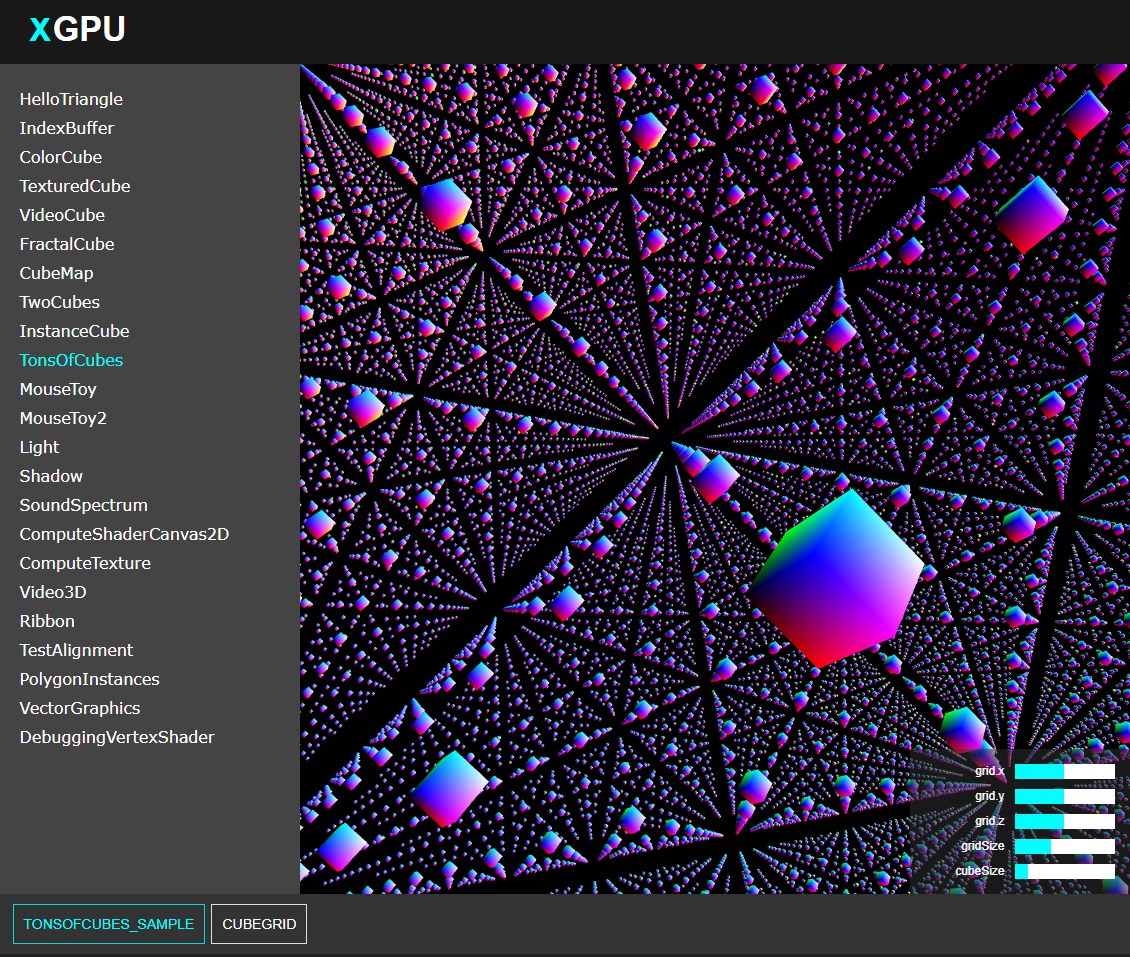 XGPU
HelloTriangle
IndexBuffer
ColorCube
TexturedCube
VideoCube
FractalCube
CubeMap
TwoCubes
InstanceCube
TonsOfCubes
MouseToy
MouseToy2
Light
Shadow
SoundSpectrum
ComputeShaderCanvas2D
ComputeTexture
Video3D
Ribbon
TestAlignment
PolygonInstances
VectorGraphics
DebuggingVertexShader
grid.x
grid.y
grid.z
gridSize
cubeSize
TONSOFCUBES_SAMPLE CUBEGRID